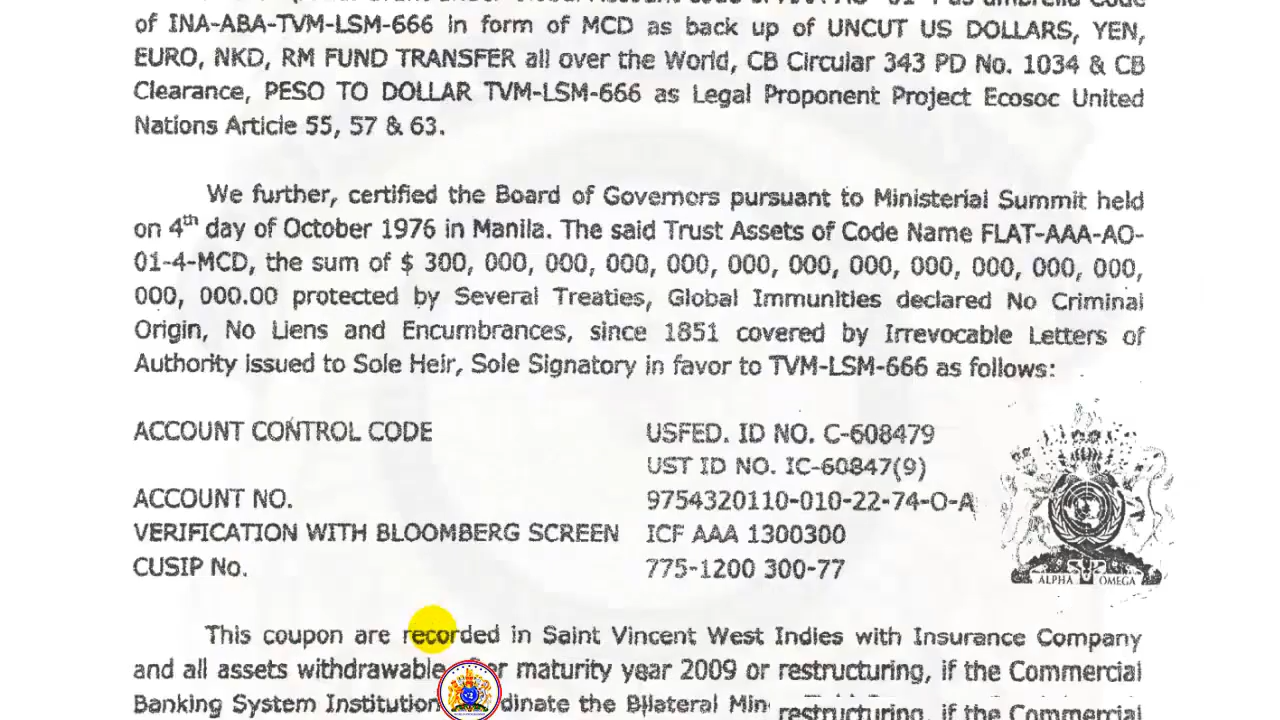 of INA-ABA-TVM-LSM-666 in form of MCD as back up of UNCUT US DOLLARS, YEN,
EURO, NKD, RM FUND TRANSFER all over the World, CB Circular 343 PD No. 1034 & CB
Clearance, PESO TO DOLLAR TVM-LSM-666 as Legal Proponent Project Ecosoc United
Nations Article 55, 57 & 63.
We further, certified the Board of Governors pursuant to Ministerial Summit held
on 4th day of October 1976 in Manila. The said Trust Assets of Code Name FLAT-AAA-AO-
01-4-MCD, the sum of $ 300, 000, 000, 000, 000, 000, 000, 000, 000, 000, 000, 000,
000, 000.00 protected by Several Treaties, Global Immunities declared No Criminal
Origin, No Liens and Encumbrances, since 1851 covered by Irrevocable Letters of
Authority issued to Sole Heir, Sole Signatory in favor to TVM-LSM-666 as follows:
ACCOUNT CONTROL CODE USFED. ID NO. C-608479
UST ID NO. IC-60847(9)
ACCOUNT NO. 9754320110-010-22-74-O-A
VERIFICATION WITH BLOOMBERG SCREEN ICF AAA 1300300
CUSIP No. 775-1200 300-77
ALPHA OMEGA
This coupon are recorded in Saint Vincent West Indies with Insurance Company
and all assets withdrawable maturity year 2009 or restructuring, if the Commercial
Banking System Institution dinate the Bilateral Min
restructuring, if the Commercial